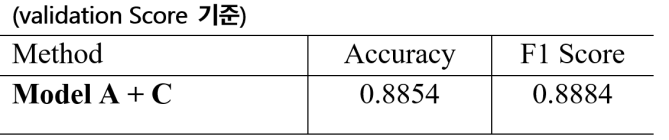 (validation Score 기준)
Method Accuracy F1 Score
Model A + C 0.8854 0.8884